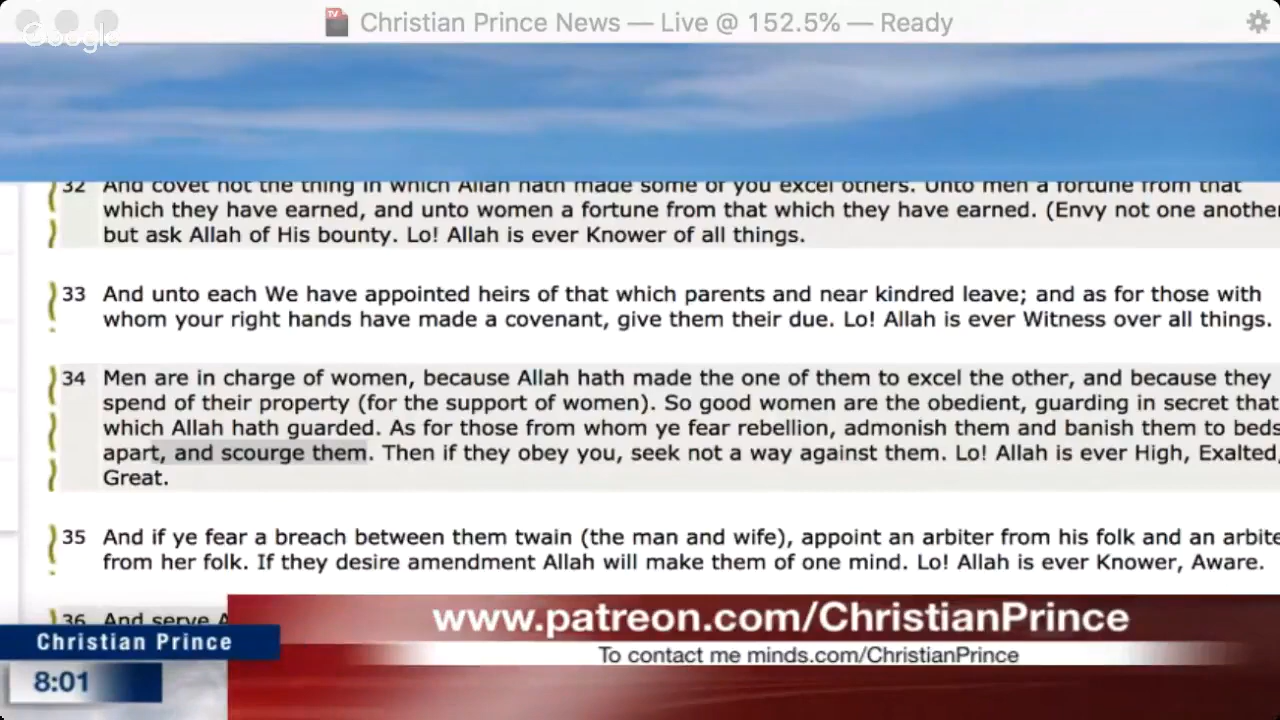 Christian Prince News — Live @ 152.5% — Ready
TV
Google
32 And covet not the thing in which Allah hath made some of you excel others. Unto men a fortune from that
which they have earned, and unto women a fortune from that which they have earned. (Envy not one another
but ask Allah of His bounty. Lo! Allah is ever Knower of all things.
33 And unto each We have appointed heirs of that which parents and near kindred leave; and as for those with
whom your right hands have made a covenant, give them their due. Lo! Allah is ever Witness over all things.
34 Men are in charge of women, because Allah hath made the one of them to excel the other, and because they
spend of their property (for the support of women). So good women are the obedient, guarding in secret that
which Allah hath guarded. As for those from whom ye fear rebellion, admonish them and banish them to beds
apart, and scourge them. Then if they obey you, seek not a way against them. Lo! Allah is ever High, Exalted,
Great.
35 And if ye fear a breach between them twain (the man and wife), appoint an arbiter from his folk and an arbite
from her folk. If they desire amendment Allah will make them of one mind. Lo! Allah is ever Knower, Aware.
36 And serve A
www.patreon.com/ChristianPrince
Christian Prince
To contact me minds.com/ChristianPrince
8:01